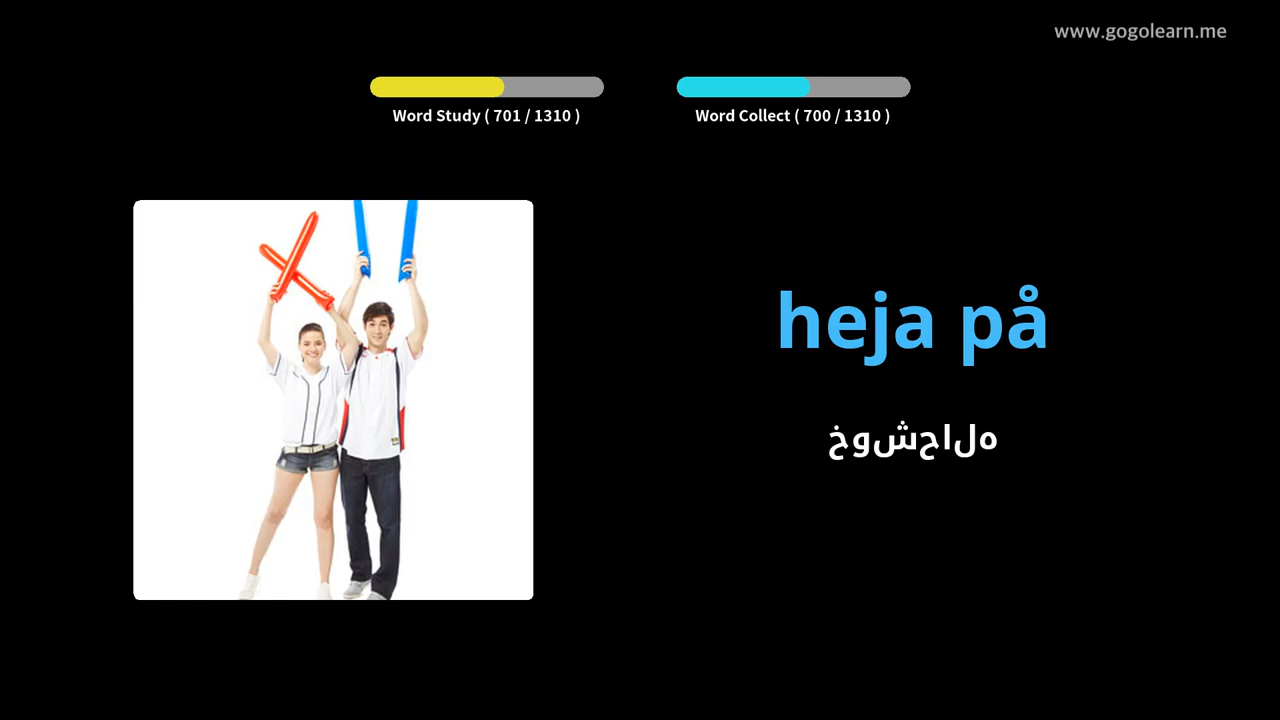 www.gogolearn.me
Word Study ( 701 / 1310 )
Word Collect ( 700 / 1310 )
heja på
خوشحاله